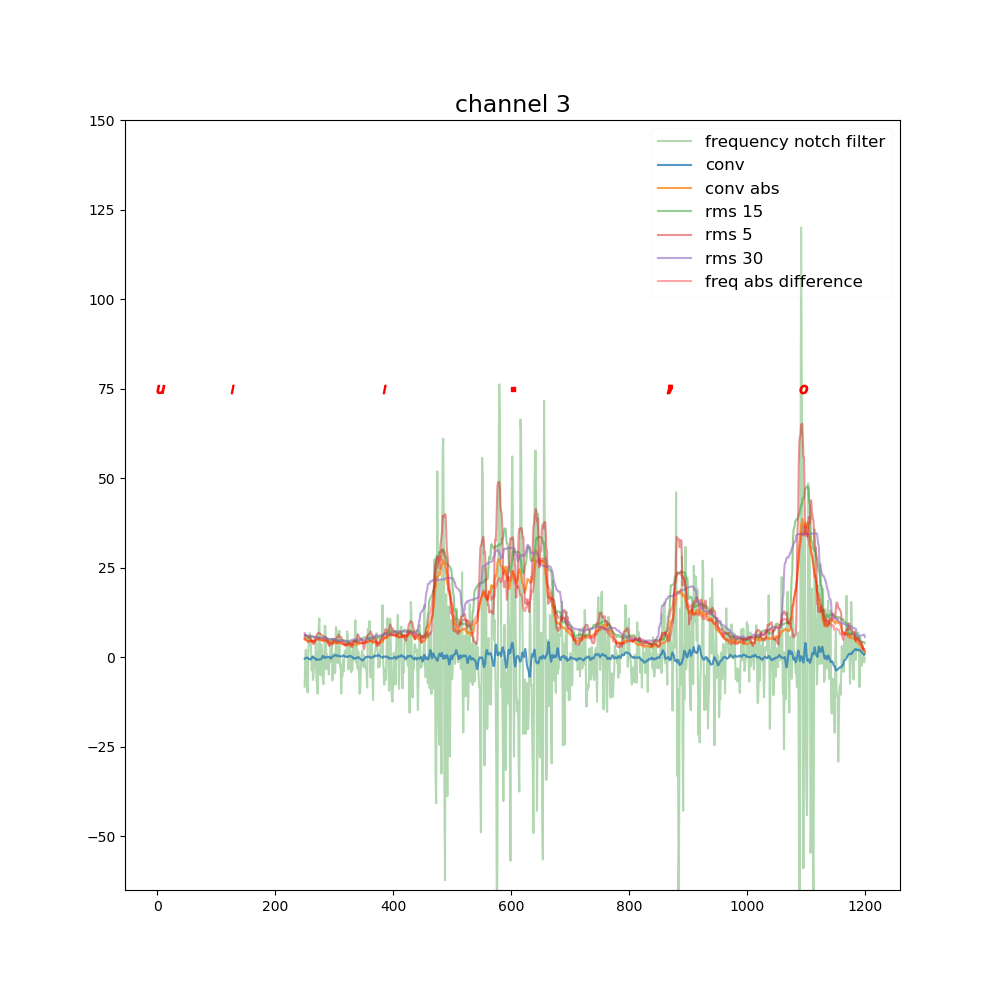 channel 3
150
125
100
75
50
25
0
−25
−50
0 200 400 600 800 1000 1200
frequency notch filter
conv
conv abs
rms 15
rms 5
rms 30
freq abs difference
u ı ı . , o